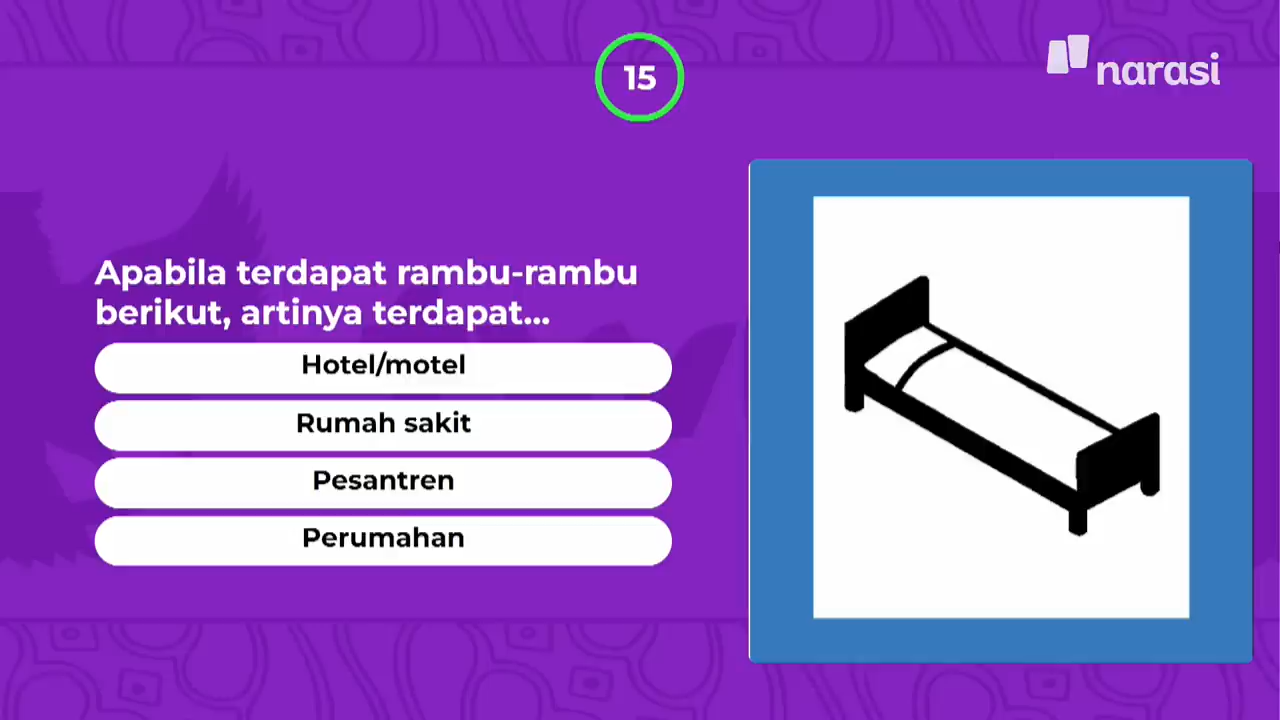 15
narasi
Apabila terdapat rambu-rambu
berikut, artinya terdapat...
Hotel/motel
Rumah sakit
Pesantren
Perumahan